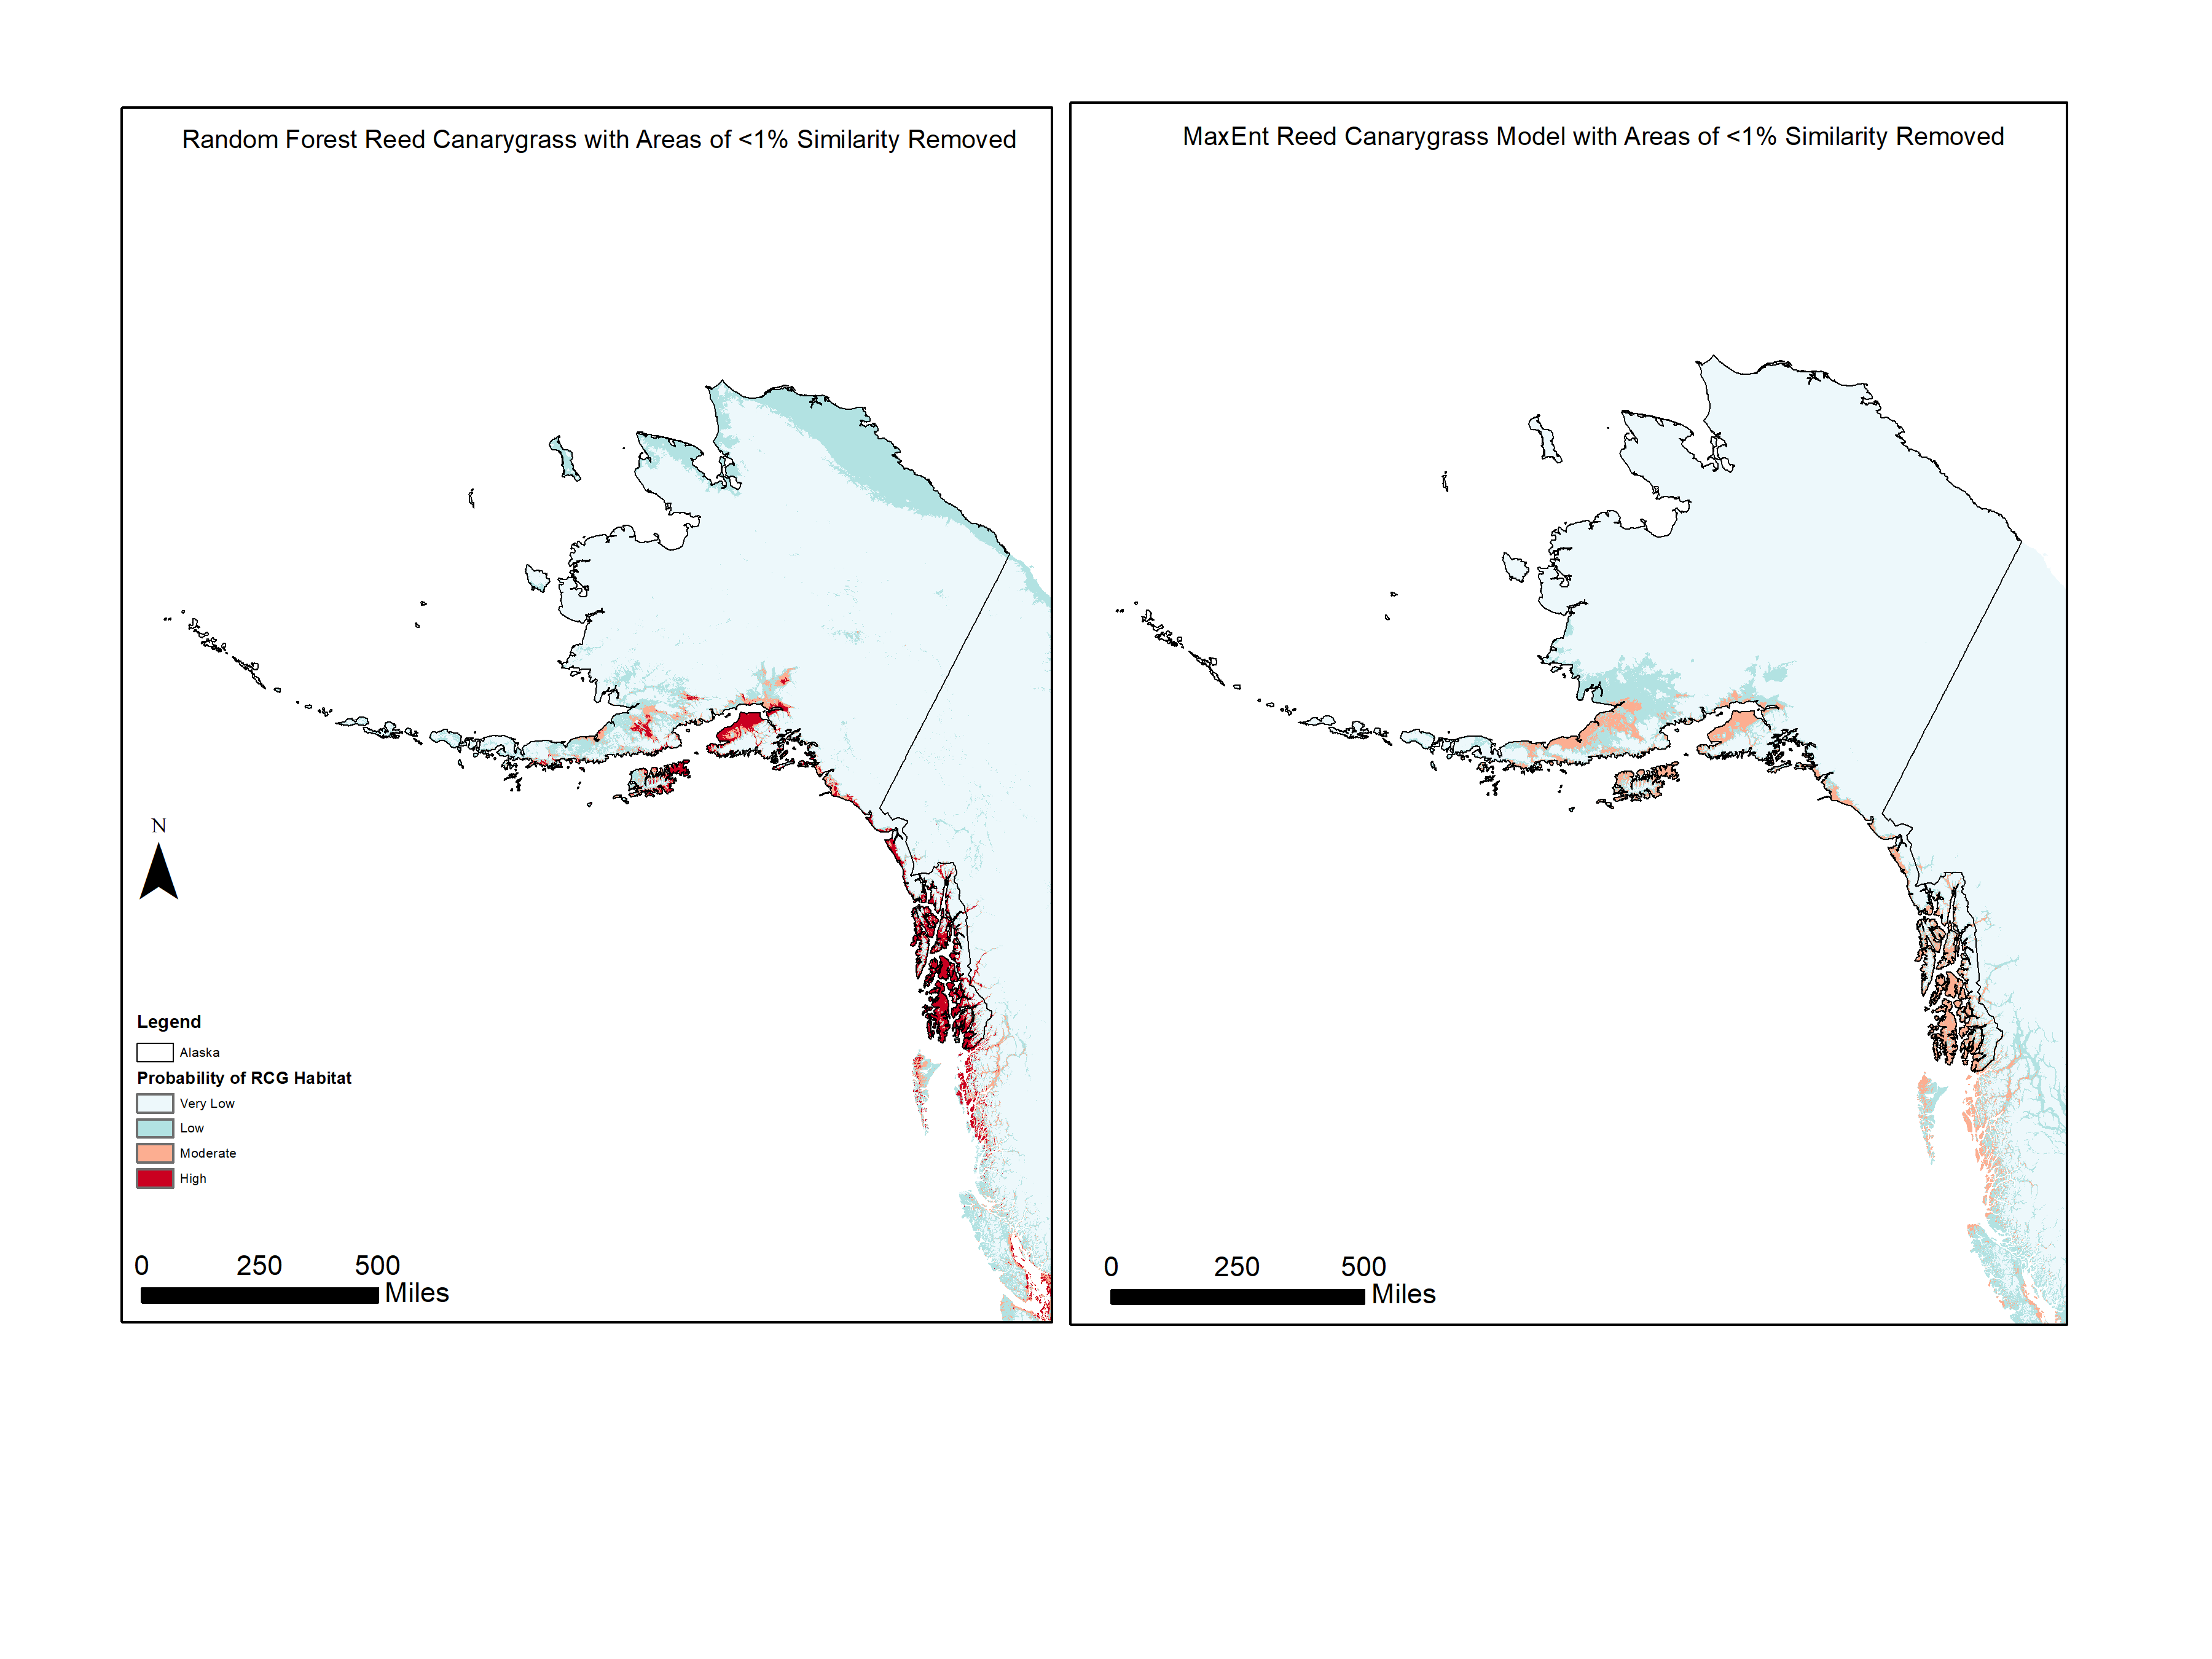 Random Forest Reed Canarygrass with Areas of <1% Similarity Removed
N
Legend
Alaska
Probability of RCG Habitat
Very Low
Low
Moderate
High
0 250 500
Miles
MaxEnt Reed Canarygrass Model with Areas of <1% Similarity Removed
0 250 500
Miles